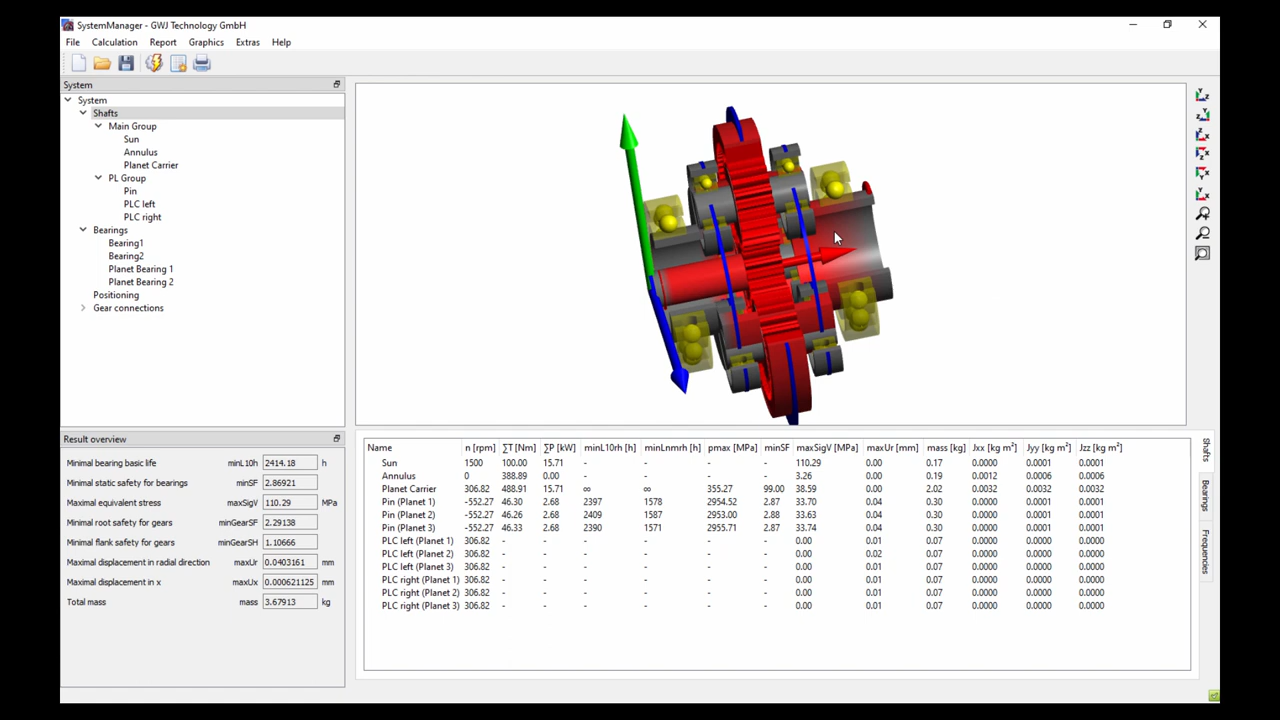 SystemManager - GWJ Technology GmbH
File Calculation Report Graphics Extras Help
System
System
Shafts
Main Group
Sun
Annulus
Planet Carrier
PL Group
Pin
PLC left
PLC right
Bearings
Bearing1
Bearing2
Planet Bearing 1
Planet Bearing 2
Positioning
Gear connections
Result overview
Minimal bearing basic life minL10h 2414.18 h
Minimal static safety for bearings minSF 2.86921
Maximal equivalent stress maxSigV 110.29 MPa
Minimal root safety for gears minGearSF 2.29138
Minimal flank safety for gears minGearSH 1.10666
Maximal displacement in radial direction maxUr 0.0403161 mm
Maximal displacement in x maxUx 0.000621125 mm
Total mass mass 3.67913 kg
Name n [rpm] ∑T [Nm] ∑P [kW] minL10rh [h] minLnmrh [h] pmax [MPa] minSF maxSigV [MPa] maxUr [mm] mass [kg] Jxx [kg m²] Jyy [kg m²] Jzz [kg m²]
Sun 1500 100.00 15.71 - - - - 110.29 0.00 0.17 0.0000 0.0001 0.0001
Annulus 0 388.89 0.00 - - - - 3.26 0.00 0.19 0.0012 0.0006 0.0006
Planet Carrier 306.82 488.91 15.71 ∞ ∞ 355.27 99.00 38.59 0.00 2.02 0.0032 0.0032 0.0032
Pin (Planet 1) -552.27 46.30 2.68 2397 1578 2954.52 2.87 33.70 0.04 0.30 0.0000 0.0001 0.0001
Pin (Planet 2) -552.27 46.26 2.68 2409 1587 2953.00 2.88 33.63 0.04 0.30 0.0000 0.0001 0.0001
Pin (Planet 3) -552.27 46.33 2.68 2390 1571 2955.71 2.87 33.74 0.04 0.30 0.0000 0.0001 0.0001
PLC left (Planet 1) 306.82 - - - - - - 0.00 0.01 0.07 0.0000 0.0000 0.0000
PLC left (Planet 2) 306.82 - - - - - - 0.00 0.02 0.07 0.0000 0.0000 0.0000
PLC left (Planet 3) 306.82 - - - - - - 0.00 0.01 0.07 0.0000 0.0000 0.0000
PLC right (Planet 1) 306.82 - - - - - - 0.00 0.01 0.07 0.0000 0.0000 0.0000
PLC right (Planet 2) 306.82 - - - - - - 0.00 0.01 0.07 0.0000 0.0000 0.0000
PLC right (Planet 3) 306.82 - - - - - - 0.00 0.01 0.07 0.0000 0.0000 0.0000
Shafts
Bearings
Frequencies